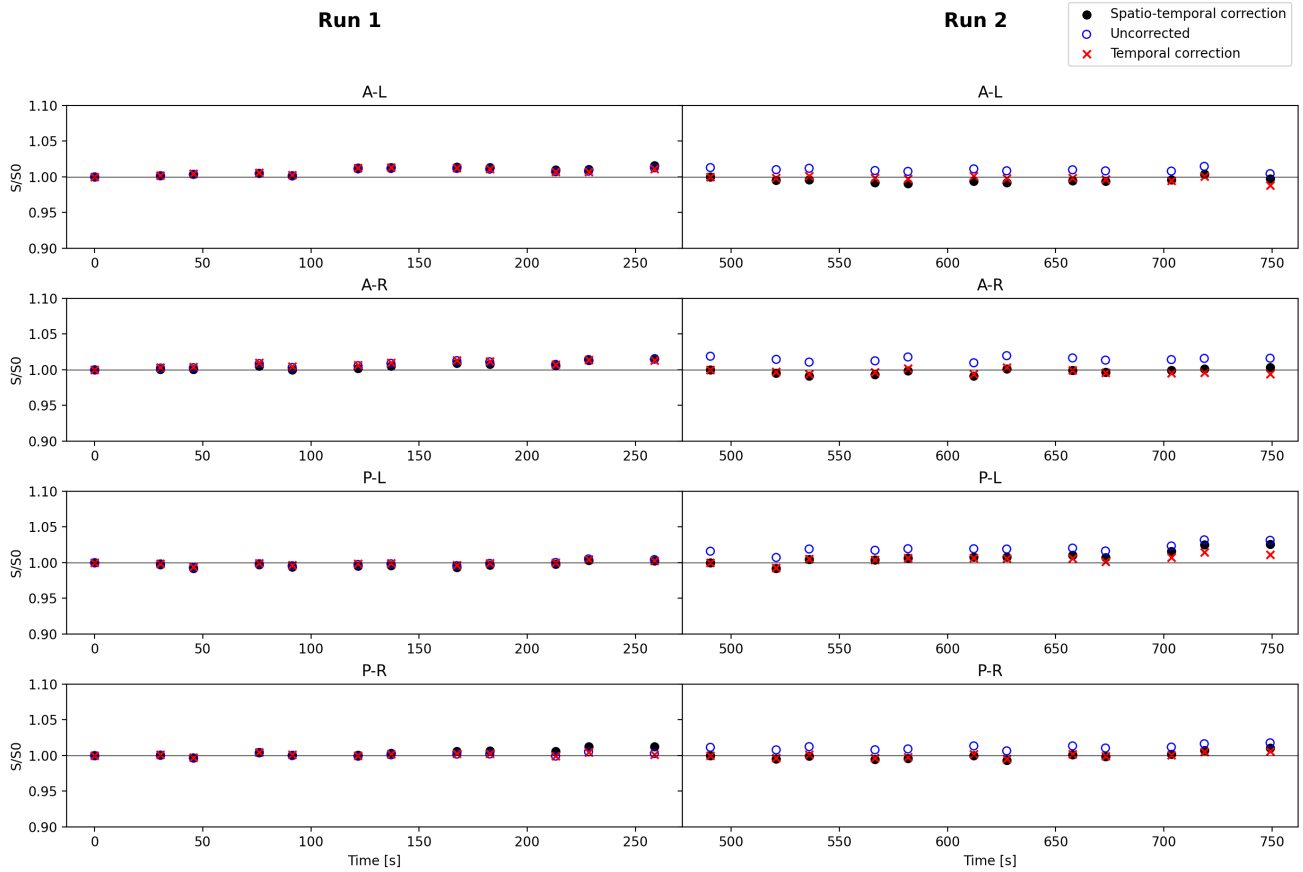 Run 1
Run 2
Spatio-temporal correction
Uncorrected
Temporal correction
A-L
A-L
1.10
1.05
1.00
0.95
0.90
S/S0
0 50 100 150 200 250
500 550 600 650 700 750
A-R
A-R
1.10
1.05
1.00
0.95
0.90
S/S0
0 50 100 150 200 250
500 550 600 650 700 750
P-L
P-L
1.10
1.05
1.00
0.95
0.90
S/S0
0 50 100 150 200 250
500 550 600 650 700 750
P-R
P-R
1.10
1.05
1.00
0.95
0.90
S/S0
0 50 100 150 200 250
500 550 600 650 700 750
Time [s]
Time [s]